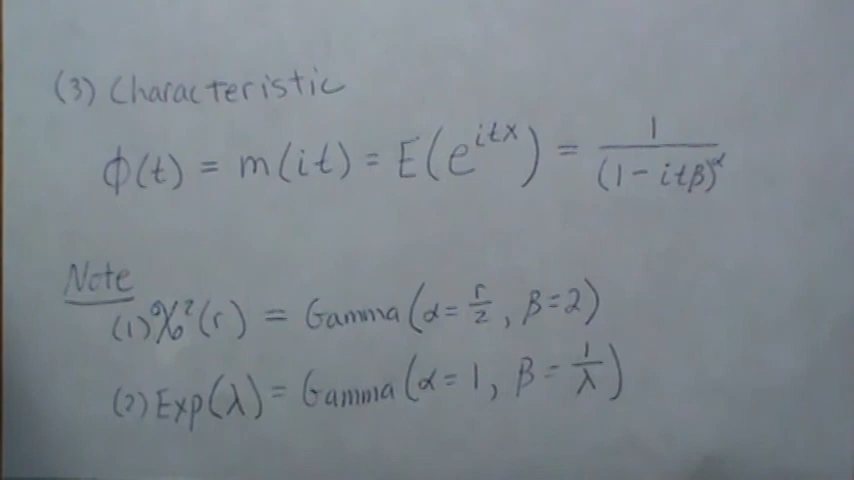 (3) Characteristic
ϕ(t) = m(it) = E(e^{itx}) = 1/(1 - itβ)^α
Note
(1) χ²(r) = Gamma(α = r/2, β = 2)
(2) Exp(λ) = Gamma(α = 1, β = 1/λ)